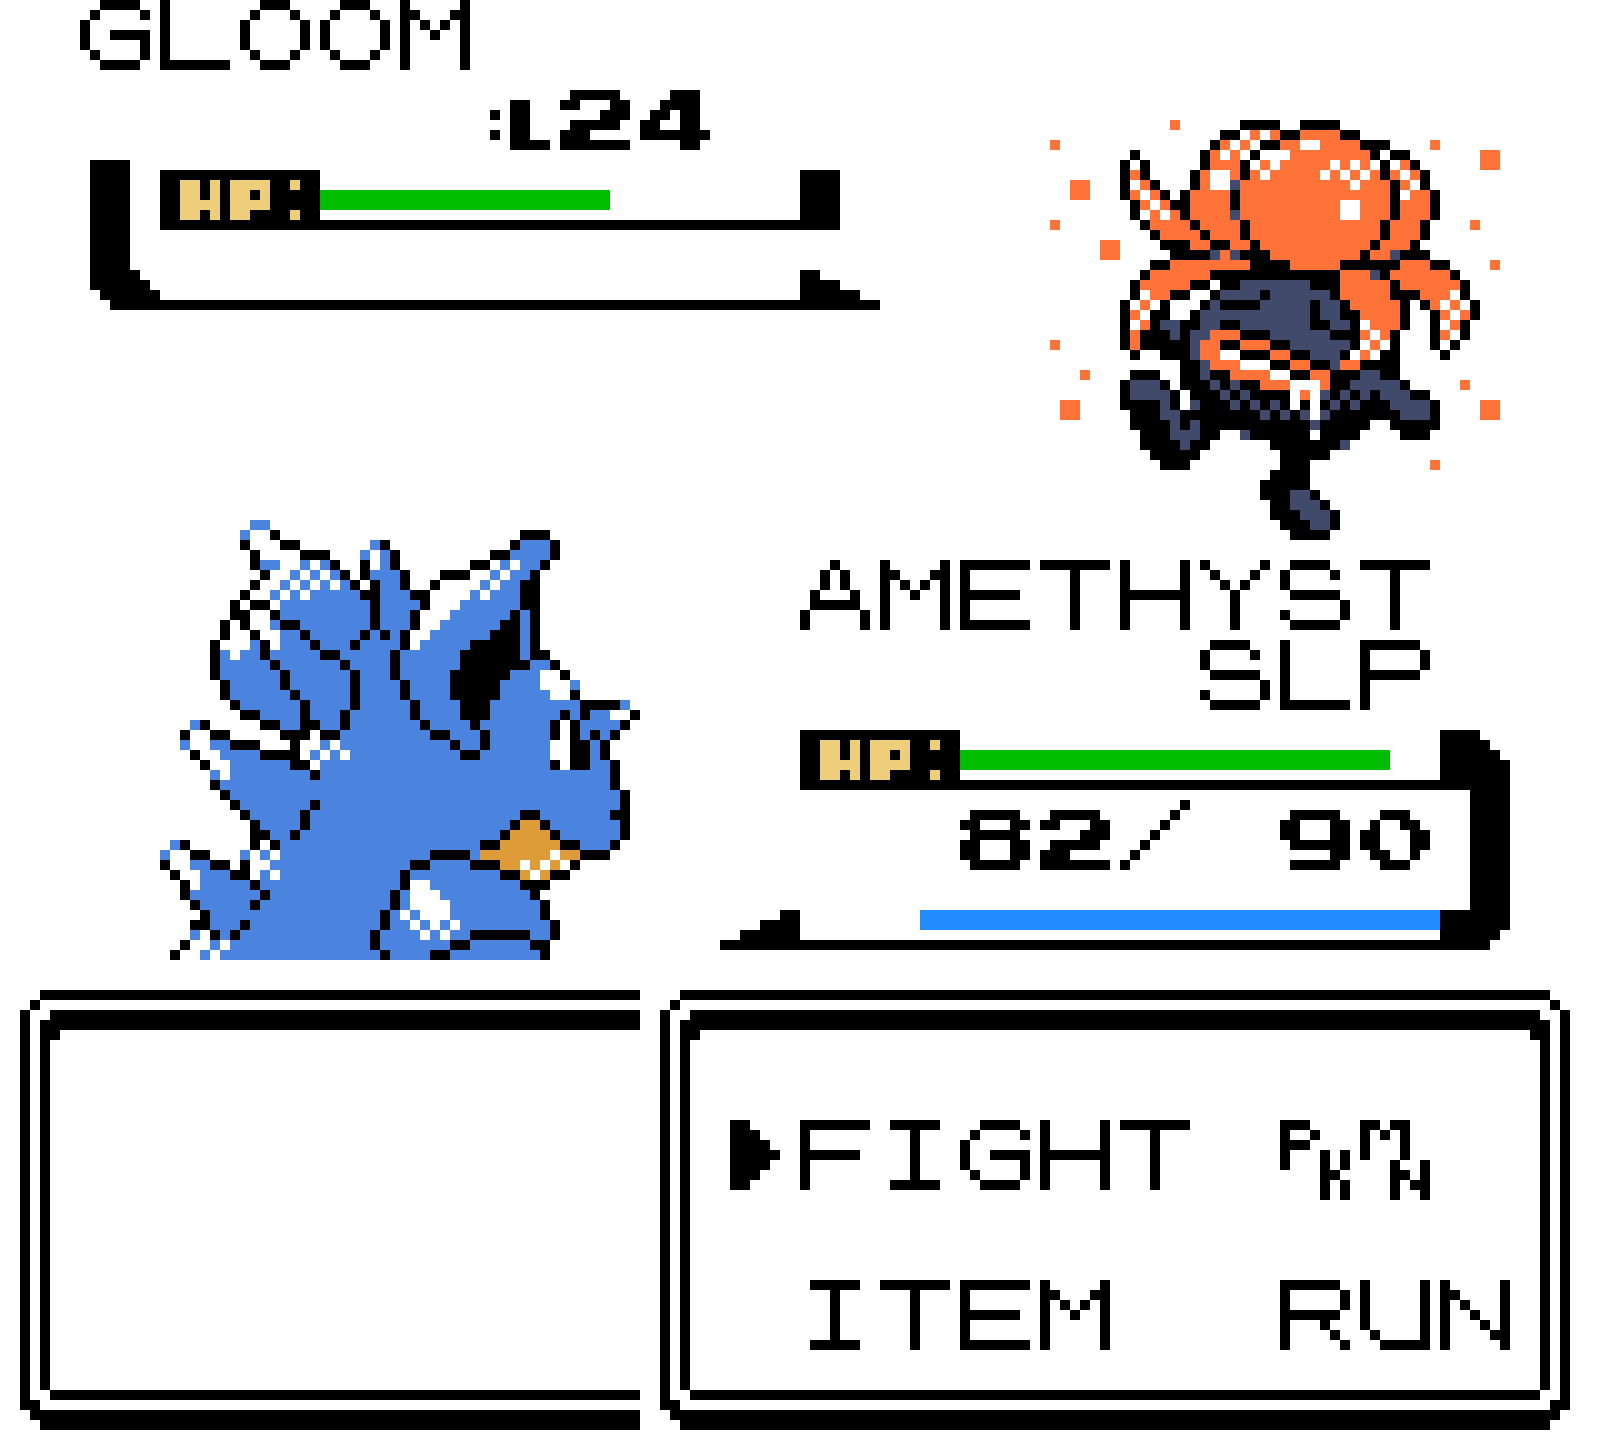 GLOOM
:L24
HP:
AMETHYST
SLP
HP:
82/ 90
▶FIGHT PKMN
ITEM RUN